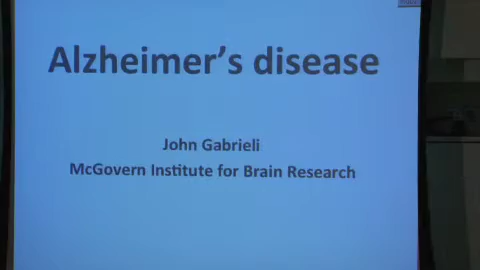 Alzheimer’s disease
John Gabrieli
McGovern Institute for Brain Research